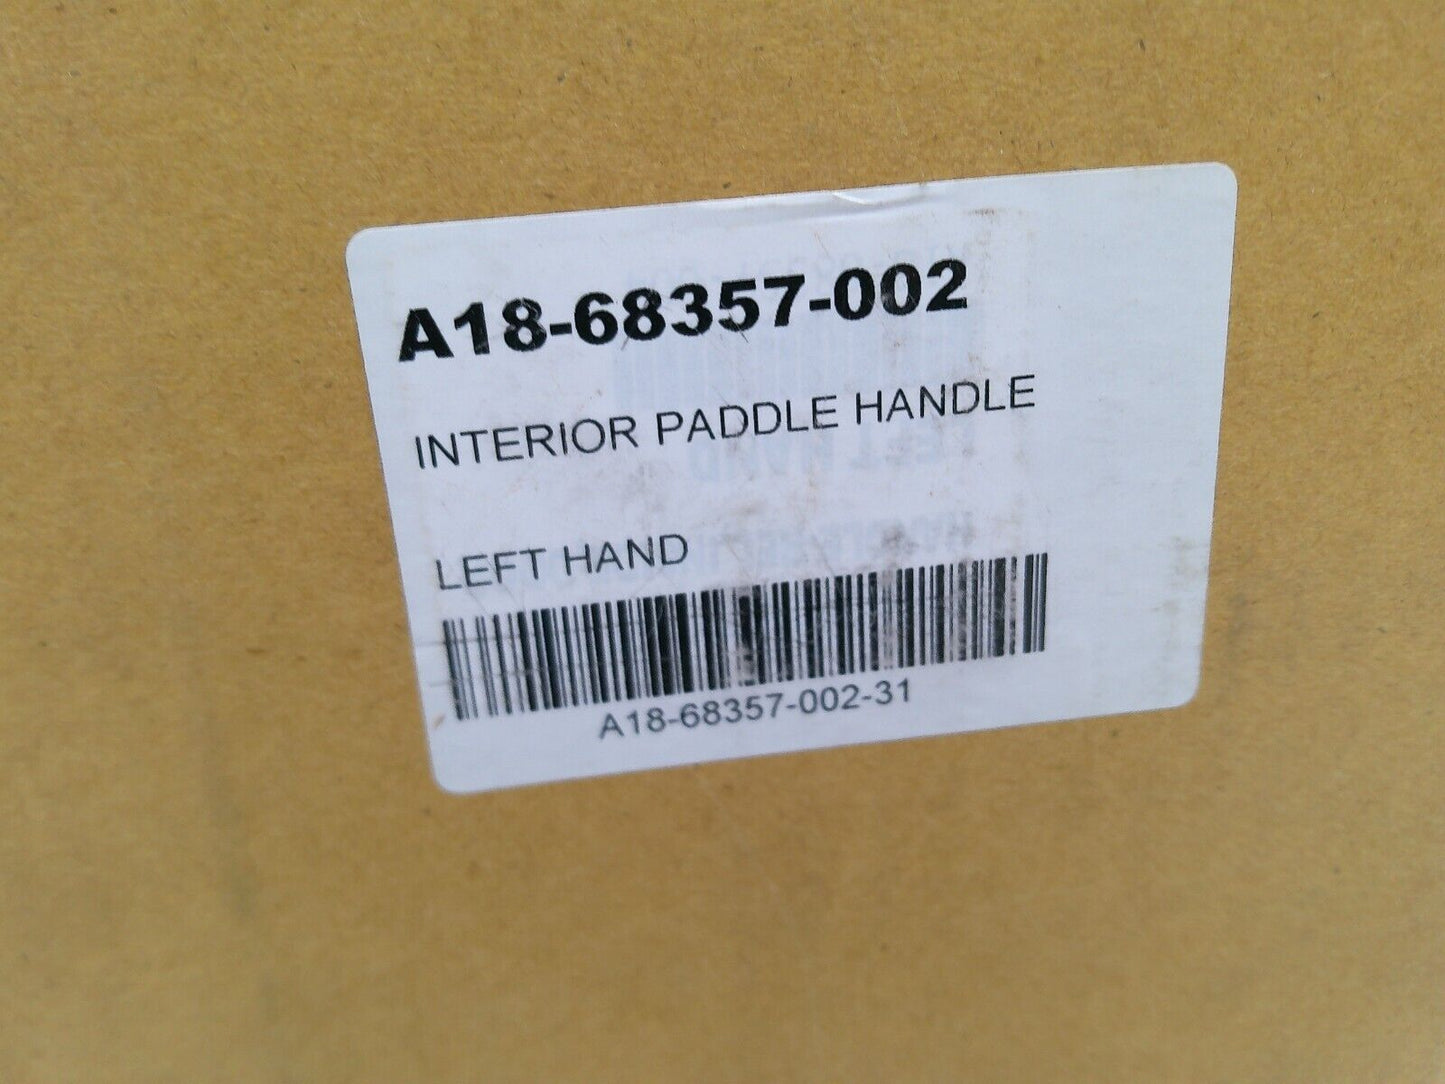 A18-68357-002
INTERIOR PADDLE HANDLE
LEFT HAND
A18-68357-002-31